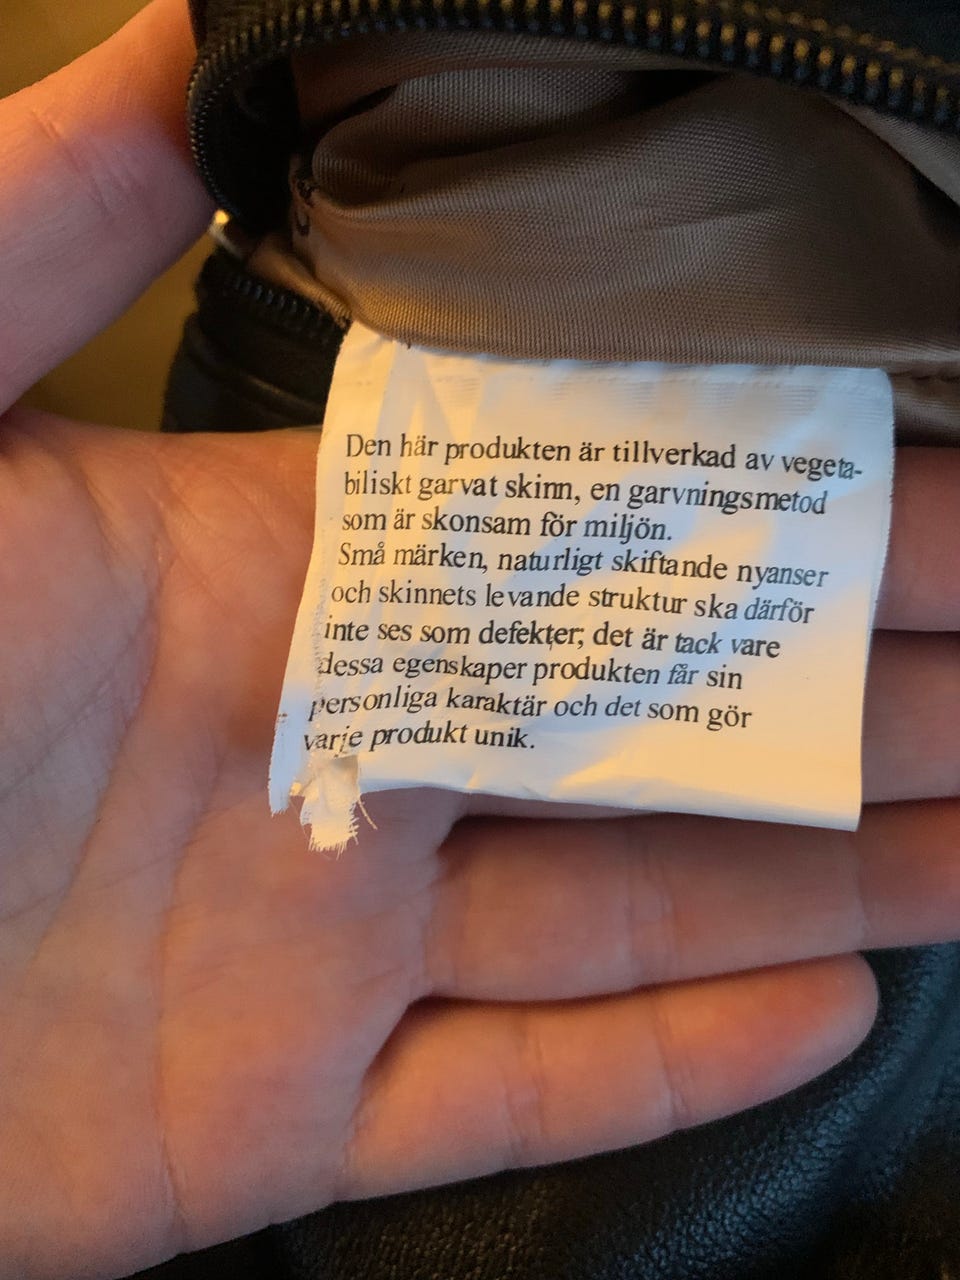 Den här produkten är tillverkad av vegeta-
biliskt garvat skinn, en garvningsmetod
som är skonsam för miljön.
Små märken, naturligt skiftande nyanser
och skinnets levande struktur ska därför
inte ses som defekter; det är tack vare
dessa egenskaper produkten får sin
personliga karaktär och det som gör
varje produkt unik.